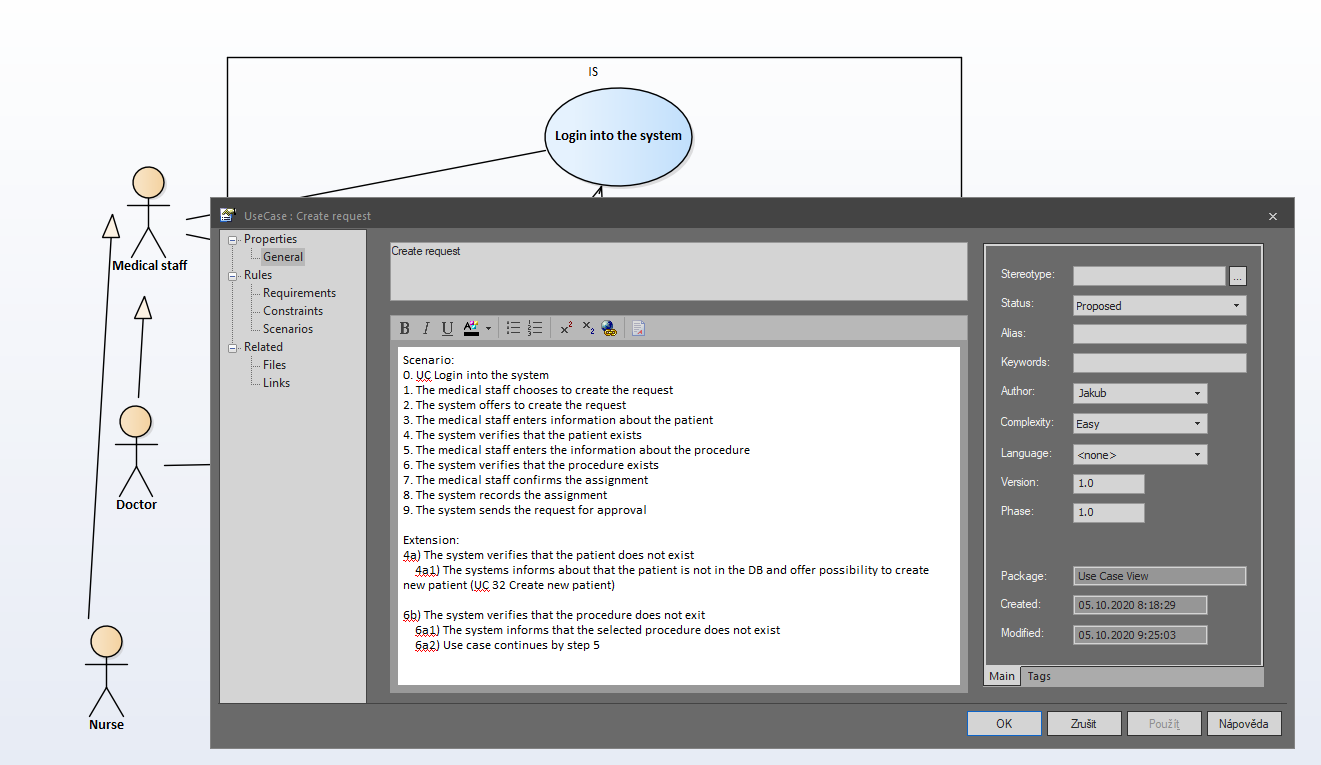 IS
Login into the system
Medical staff
Doctor
Nurse
UseCase : Create request
Properties
General
Rules
Requirements
Constraints
Scenarios
Related
Files
Links
Create request
B I U A x² x₂
Scenario:
0. UC Login into the system
1. The medical staff chooses to create the request
2. The system offers to create the request
3. The medical staff enters information about the patient
4. The system verifies that the patient exists
5. The medical staff enters the information about the procedure
6. The system verifies that the procedure exists
7. The medical staff confirms the assignment
8. The system records the assignment
9. The system sends the request for approval
Extension:
4a) The system verifies that the patient does not exist
4a1) The systems informs about that the patient is not in the DB and offer possibility to create
new patient (UC 32 Create new patient)
6b) The system verifies that the procedure does not exit
6a1) The system informs that the selected procedure does not exist
6a2) Use case continues by step 5
Stereotype: ...
Status: Proposed
Alias:
Keywords:
Author: Jakub
Complexity: Easy
Language: <none>
Version: 1.0
Phase: 1.0
Package: Use Case View
Created: 05.10.2020 8:18:29
Modified: 05.10.2020 9:25:03
Main Tags
OK Zrušit Použít Nápověda